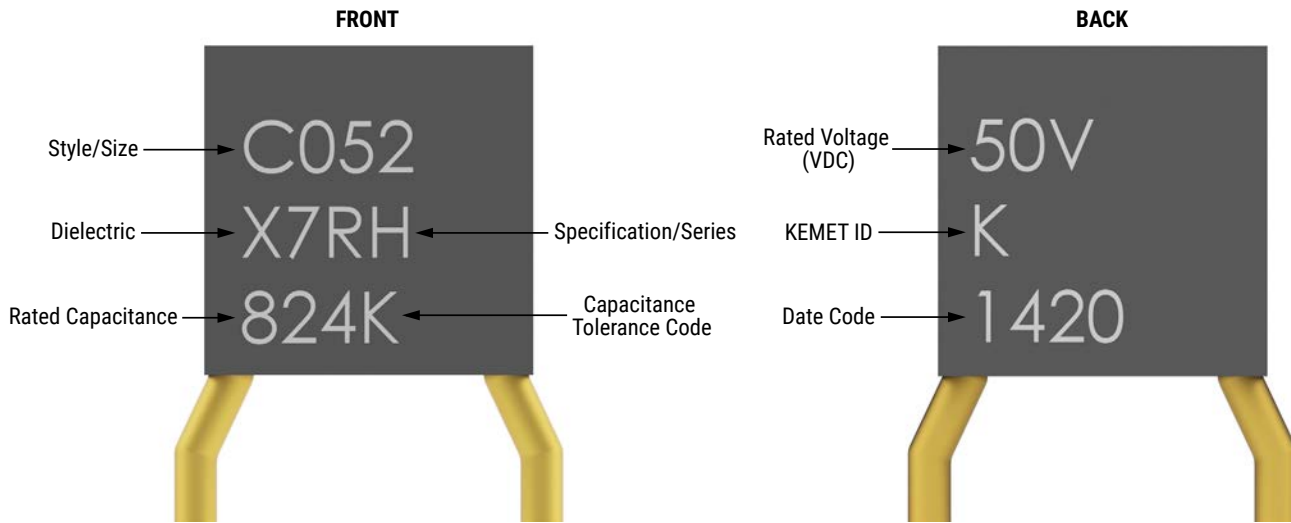 FRONT
BACK
Style/Size
C052
Dielectric
X7RH
Specification/Series
Rated Capacitance
824K
Capacitance
Tolerance Code
Rated Voltage
(VDC)
50V
KEMET ID
K
Date Code
1420